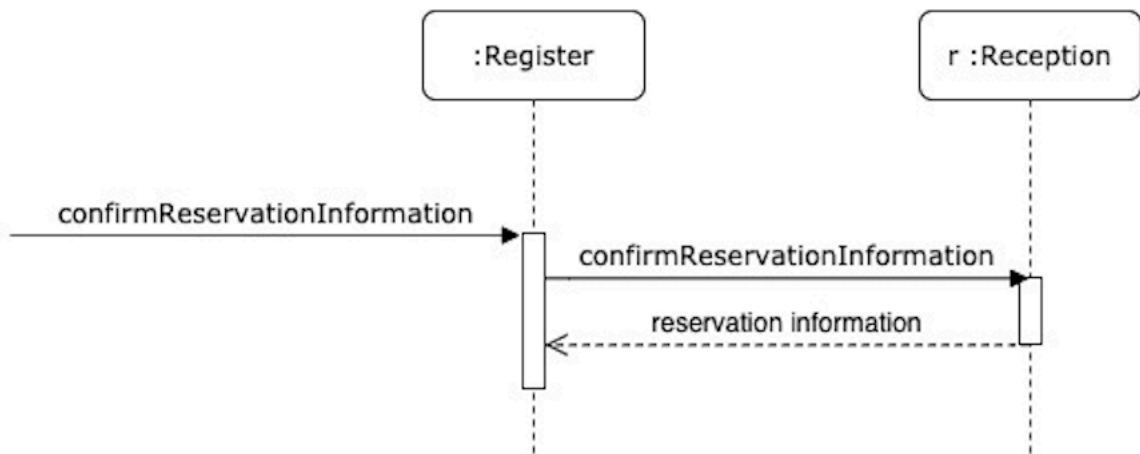 :Register
r :Reception
confirmReservationInformation
confirmReservationInformation
reservation information